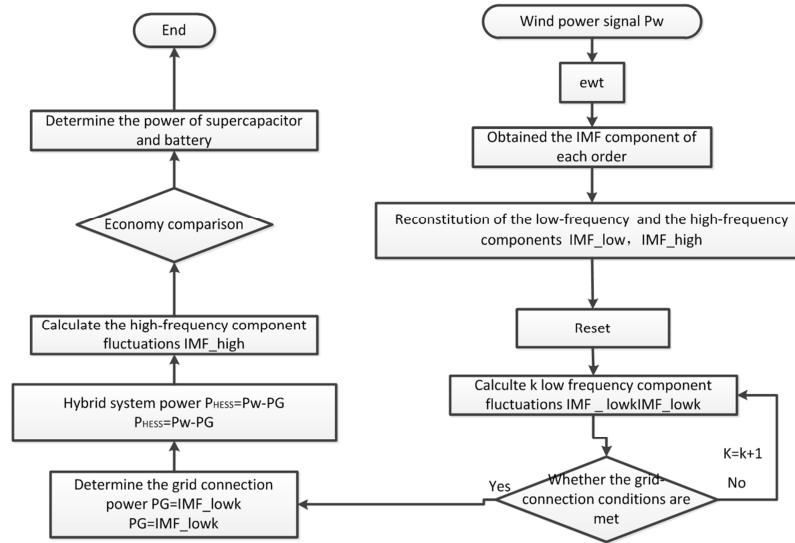 Wind power signal Pw
ewt
Obtained the IMF component of
each order
Reconstitution of the low-frequency and the high-frequency
components IMF_low, IMF_high
Reset
Calculte k low frequency component
fluctuations IMF_lowkIMF_lowk
K=k+1
No
Whether the grid-
connection conditions are
met
Yes
Determine the grid connection
power PG=IMF_lowk
PG=IMF_lowk
Hybrid system power PHESS=Pw-PG
PHESS=Pw-PG
Calculate the high-frequency component
fluctuations IMF_high
Economy comparison
Determine the power of supercapacitor
and battery
End